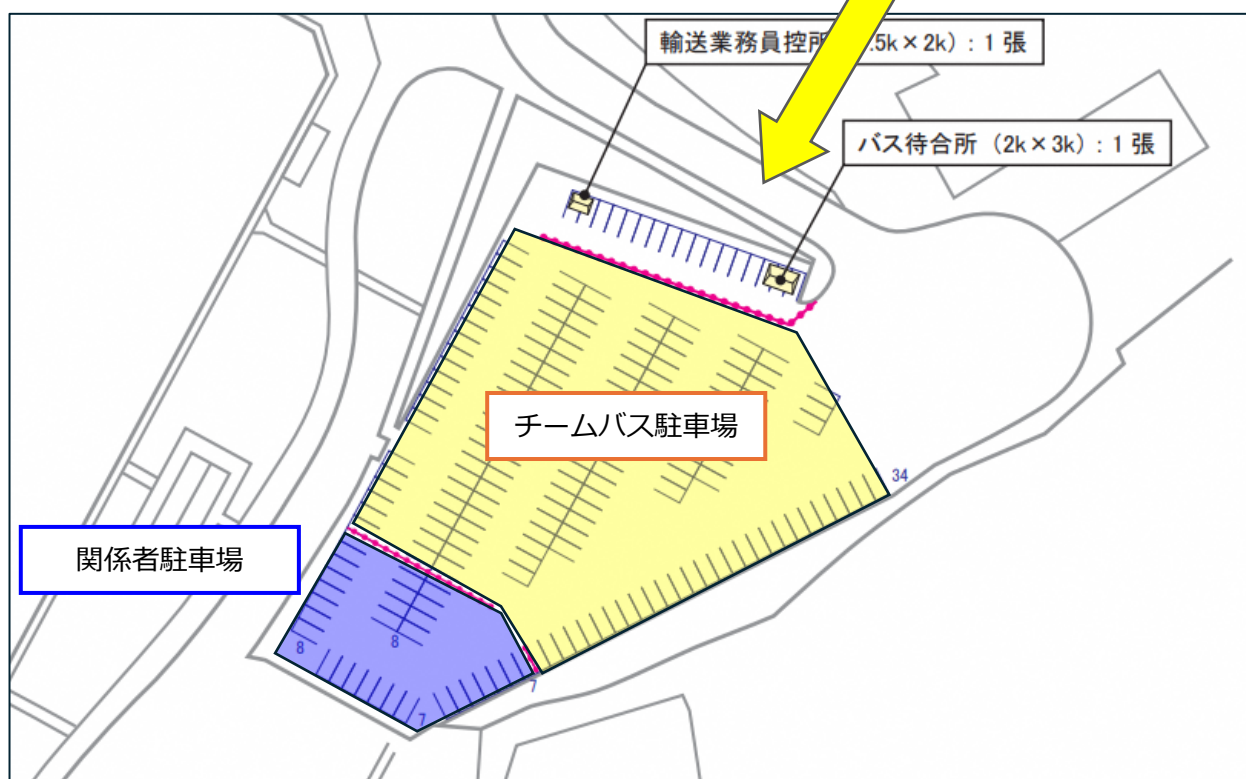 輸送業務員控所 .5k×2k）：1 張
バス待合所（2k×3k）：1 張
チームバス駐車場
34
関係者駐車場
8
8
7
7